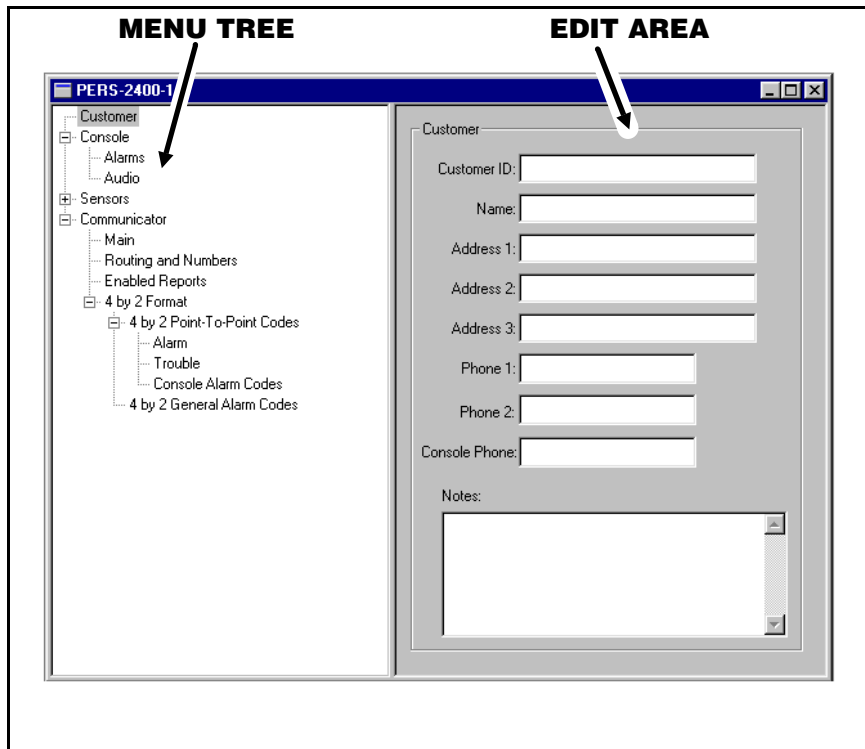 MENU TREE
EDIT AREA
PERS-2400-1
Customer
Console
Alarms
Audio
Sensors
Communicator
Main
Routing and Numbers
Enabled Reports
4 by 2 Format
4 by 2 Point-To-Point Codes
Alarm
Trouble
Console Alarm Codes
4 by 2 General Alarm Codes
Customer
Customer ID:
Name:
Address 1:
Address 2:
Address 3:
Phone 1:
Phone 2:
Console Phone:
Notes: